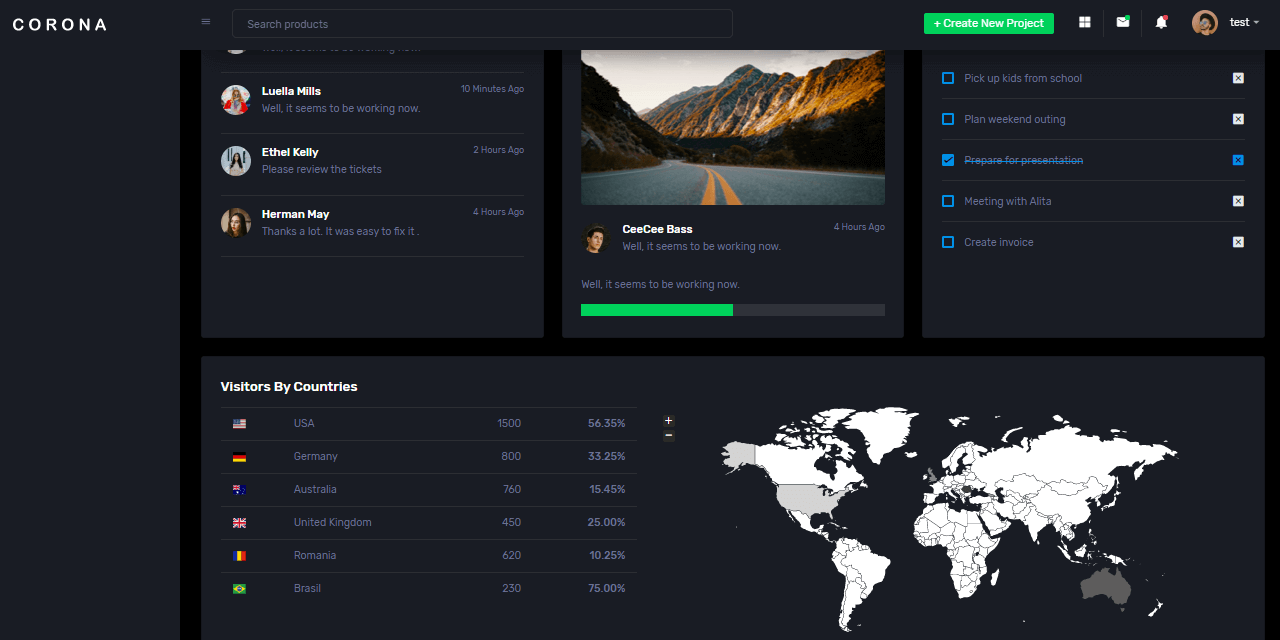 CORONA
Search products
+ Create New Project
test
Luella Mills
10 Minutes Ago
Well, it seems to be working now.
Ethel Kelly
2 Hours Ago
Please review the tickets
Herman May
4 Hours Ago
Thanks a lot. It was easy to fix it .
CeeCee Bass
4 Hours Ago
Well, it seems to be working now.
Well, it seems to be working now.
Pick up kids from school
Plan weekend outing
Prepare for presentation
Meeting with Alita
Create invoice
Visitors By Countries
USA 1500 56.35%
Germany 800 33.25%
Australia 760 15.45%
United Kingdom 450 25.00%
Romania 620 10.25%
Brasil 230 75.00%
+
−